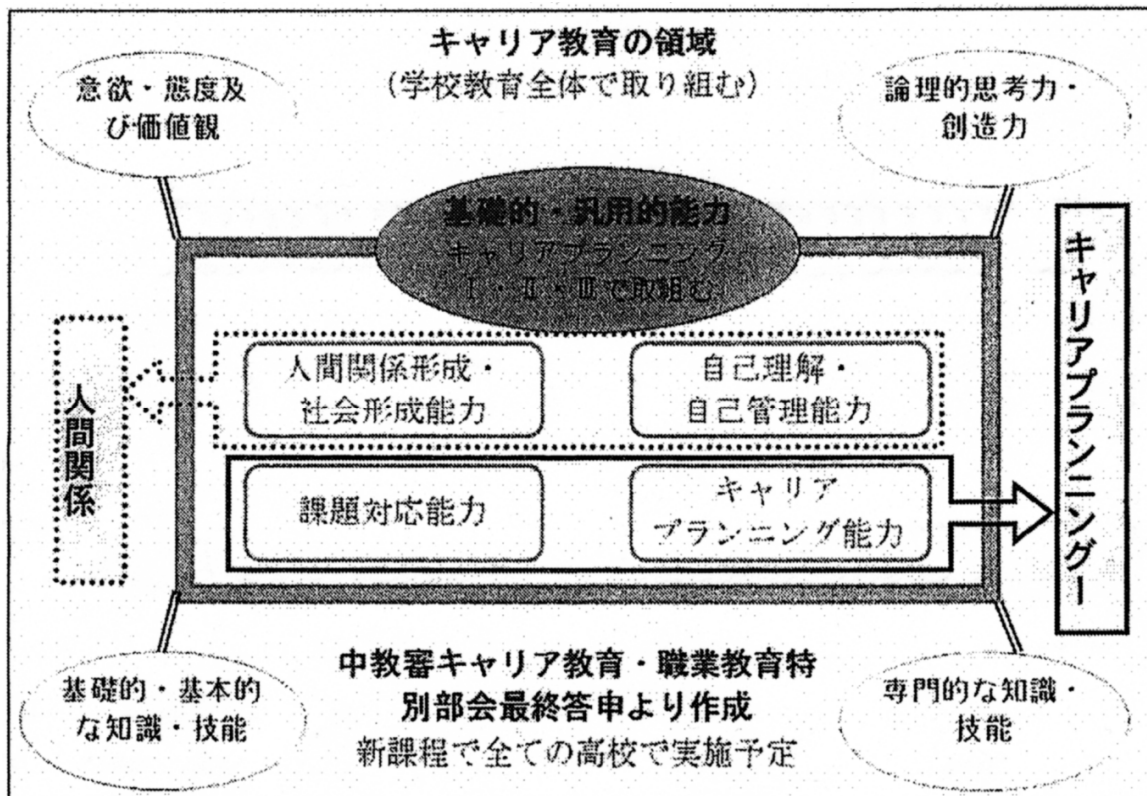 キャリア教育の領域
(学校教育全体で取り組む)
意欲・態度及
び価値観
論理的思考力・
創造力
基礎的・汎用的能力
キャリアプランニング
Ⅰ・Ⅱ・Ⅲで取組む
人間関係形成・
社会形成能力
自己理解・
自己管理能力
課題対応能力
キャリア
プランニング能力
人間関係
キャリアプランニングー
基礎的・基本的
な知識・技能
専門的な知識・
技能
中教審キャリア教育・職業教育特
別部会最終答申より作成
新課程で全ての高校で実施予定